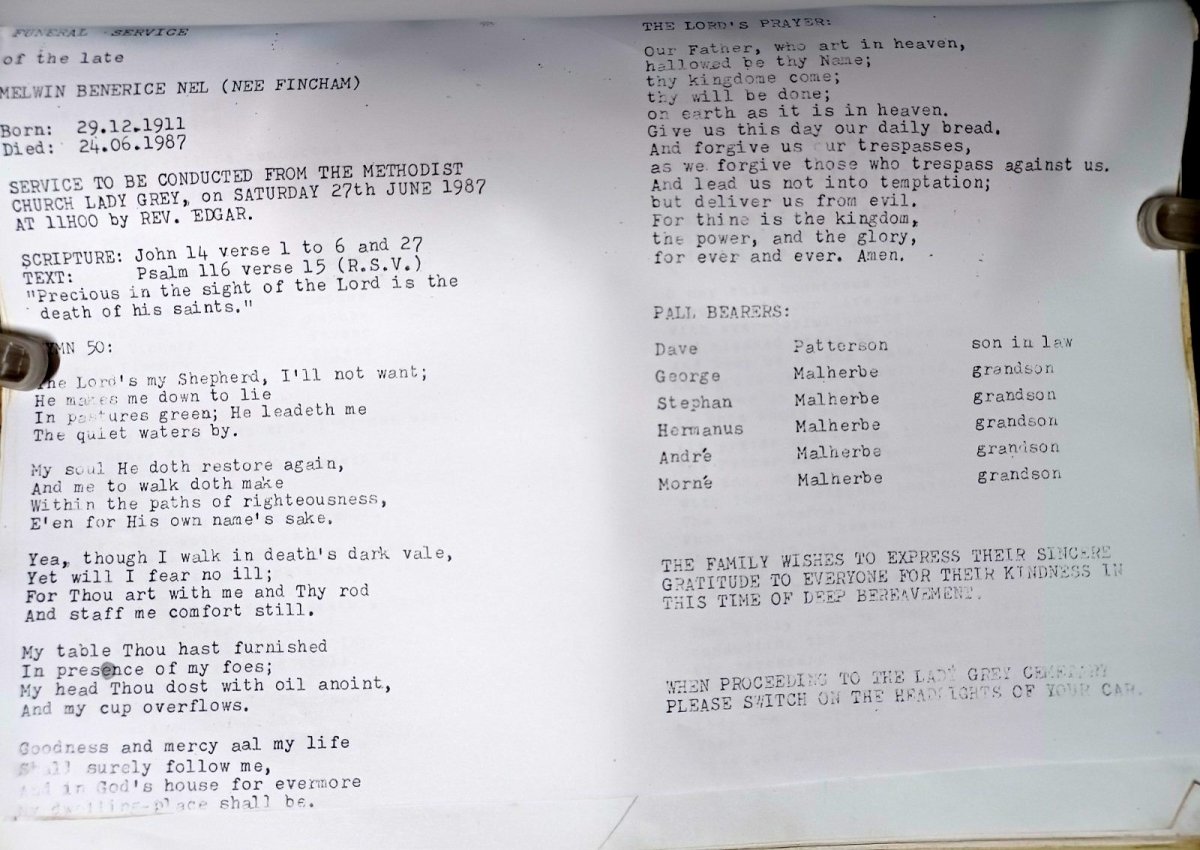 FUNERAL SERVICE
of the late
MELWIN BENERICE NEL (NEE FINCHAM)
Born: 29.12.1911
Died: 24.06.1987
SERVICE TO BE CONDUCTED FROM THE METHODIST
CHURCH LADY GREY, on SATURDAY 27th JUNE 1987
AT 11H00 by REV. EDGAR.
SCRIPTURE: John 14 verse 1 to 6 and 27
TEXT: Psalm 116 verse 15 (R.S.V.)
"Precious in the sight of the Lord is the
death of his saints."
HYMN 50:
The Lord's my Shepherd, I'll not want;
He makes me down to lie
In pastures green; He leadeth me
The quiet waters by.
My soul He doth restore again,
And me to walk doth make
Within the paths of righteousness,
E'en for His own name's sake.
Yea, though I walk in death's dark vale,
Yet will I fear no ill;
For Thou art with me and Thy rod
And staff me comfort still.
My table Thou hast furnished
In presence of my foes;
My head Thou dost with oil anoint,
And my cup overflows.
Goodness and mercy aal my life
Shall surely follow me,
And in God's house for evermore
My dwelling-place shall be.
THE LORD'S PRAYER:
Our Father, who art in heaven,
hallowed be thy Name;
thy kingdome come;
thy will be done;
on earth as it is in heaven.
Give us this day our daily bread.
And forgive us our trespasses,
as we forgive those who trespass against us.
And lead us not into temptation;
but deliver us from evil.
For thine is the kingdom,
the power, and the glory,
for ever and ever. Amen.
PALL BEARERS:
Dave Patterson son in law
George Malherbe grandson
Stephan Malherbe grandson
Hermanus Malherbe grandson
André Malherbe grandson
Morné Malherbe grandson
THE FAMILY WISHES TO EXPRESS THEIR SINCERE
GRATITUDE TO EVERYONE FOR THEIR KINDNESS IN
THIS TIME OF DEEP BEREAVEMENT.
WHEN PROCEEDING TO THE LADY GREY CEMETARY
PLEASE SWITCH ON THE HEADLIGHTS OF YOUR CAR.